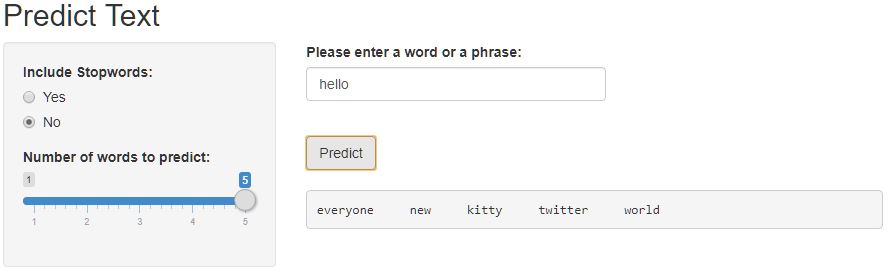 Predict Text
Include Stopwords:
Yes
No
Number of words to predict:
1 5
1 2 3 4 5
Please enter a word or a phrase:
hello
Predict
everyone new kitty twitter world